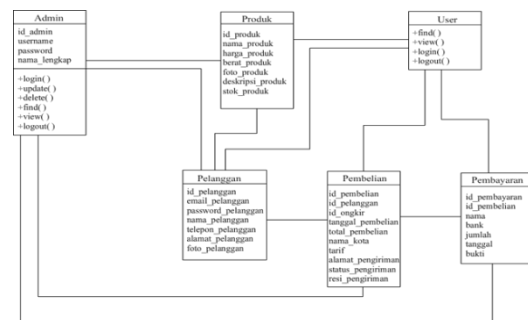 Admin
id_admin
username
password
nama_lengkap
+login( )
+update( )
+delete( )
+find( )
+view( )
+logout( )
Produk
id_produk
nama_produk
harga_produk
berat_produk
foto_produk
deskripsi_produk
stok_produk
User
+find( )
+view( )
+login( )
+logout( )
Pelanggan
id_pelanggan
email_pelanggan
password_pelanggan
nama_pelanggan
telepon_pelanggan
alamat_pelanggan
foto_pelanggan
Pembelian
id_pembelian
id_pelanggan
id_ongkir
tanggal_pembelian
total_pembelian
nama_kota
tarif
alamat_pengiriman
status_pengiriman
resi_pengiriman
Pembayaran
id_pembayaran
id_pembelian
nama
bank
jumlah
tanggal
bukti